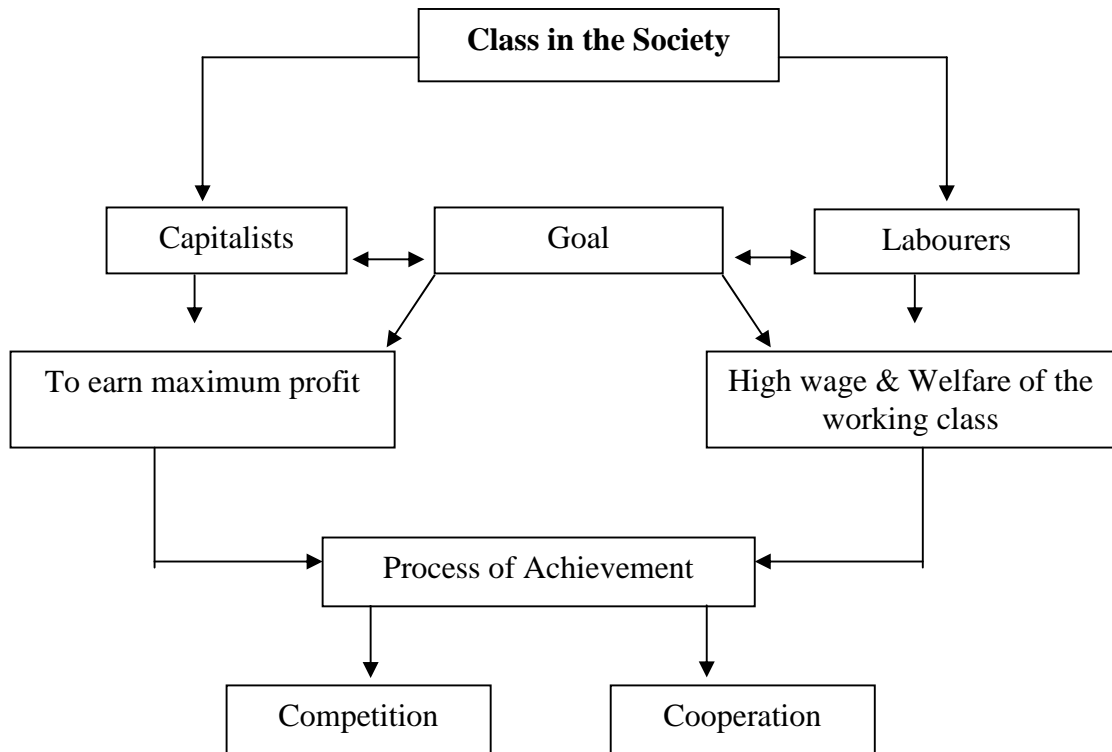 Class in the Society
Capitalists
Goal
Labourers
To earn maximum profit
High wage & Welfare of the
working class
Process of Achievement
Competition
Cooperation